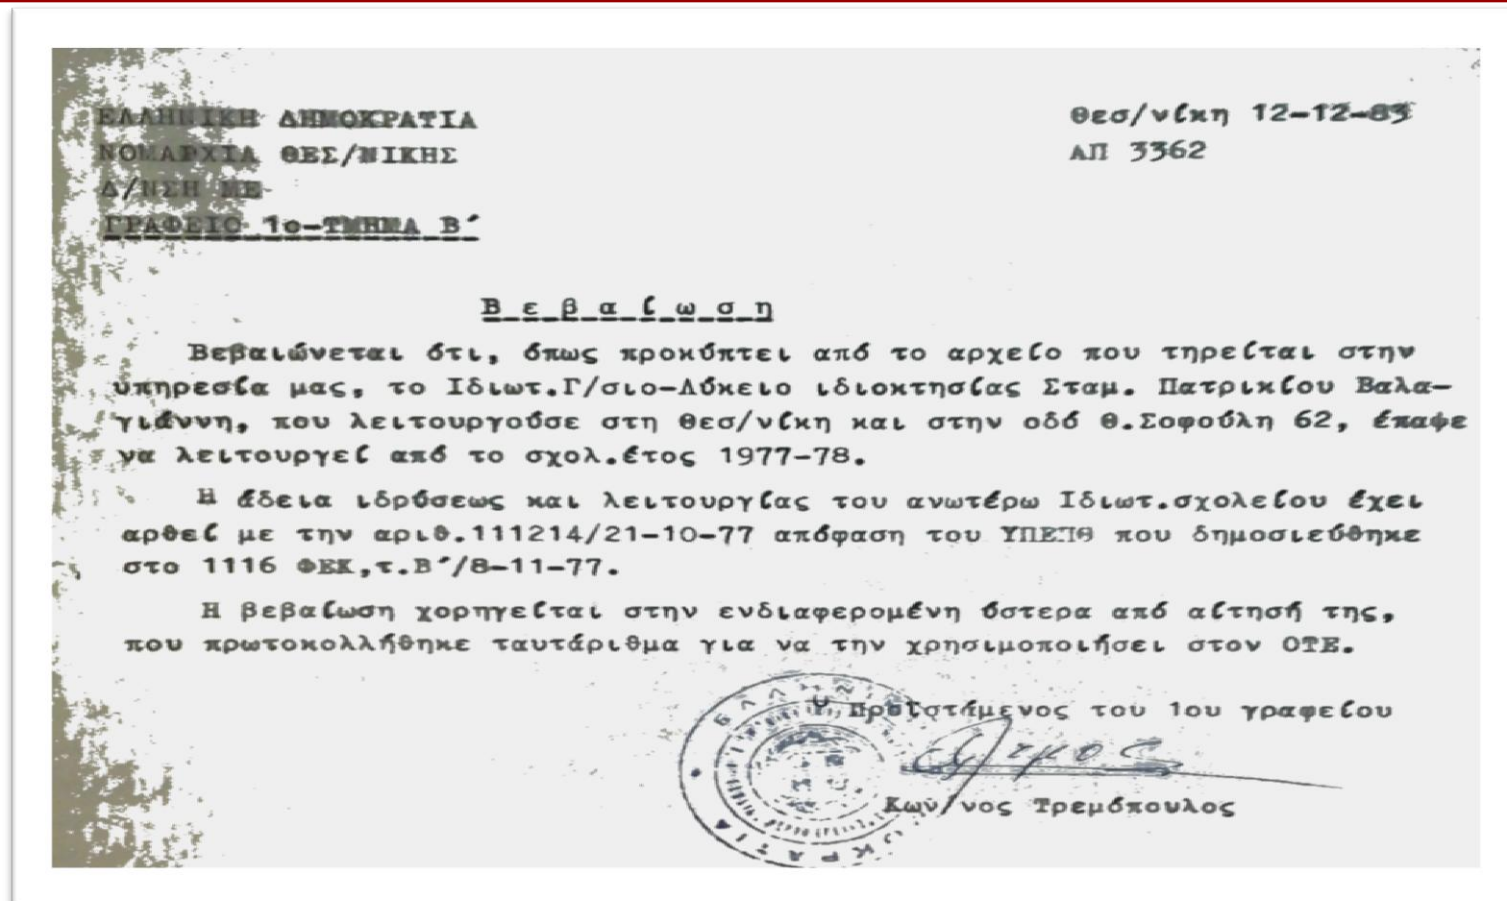 ΕΛΛΗΝΙΚΗ ΔΗΜΟΚΡΑΤΙΑ
ΝΟΜΑΡΧΙΑ ΘΕΣ/ΝΙΚΗΣ
Δ/ΝΣΗ ΜΕ
ΓΡΑΦΕΙΟ 1ο-ΤΜΗΜΑ Β΄
Θεσ/νίκη 12-12-83
ΑΠ 3362
Βεβαίωση
Βεβαιώνεται ότι, όπως προκύπτει από το αρχείο που τηρείται στην
υπηρεσία μας, το Ιδιωτ.Γ/σιο-Λύκειο ιδιοκτησίας Σταμ. Πατρικίου Βαλα-
γιάννη, που λειτουργούσε στη Θεσ/νίκη και στην οδό Θ.Σοφούλη 62, έπαψε
να λειτουργεί από το σχολ.έτος 1977-78.
Η άδεια ιδρύσεως και λειτουργίας του ανωτέρω Ιδιωτ.σχολείου έχει
αρθεί με την αριθ.111214/21-10-77 απόφαση του ΥΠΕΠΘ που δημοσιεύθηκε
στο 1116 ΦΕΚ,τ.Β΄/8-11-77.
Η βεβαίωση χορηγείται στην ενδιαφερομένη ύστερα από αίτησή της,
που πρωτοκολλήθηκε ταυτάριθμα για να την χρησιμοποιήσει στον ΟΤΕ.
Προϊστάμενος του 1ου γραφείου
Κων/νος Τρεμόπουλος